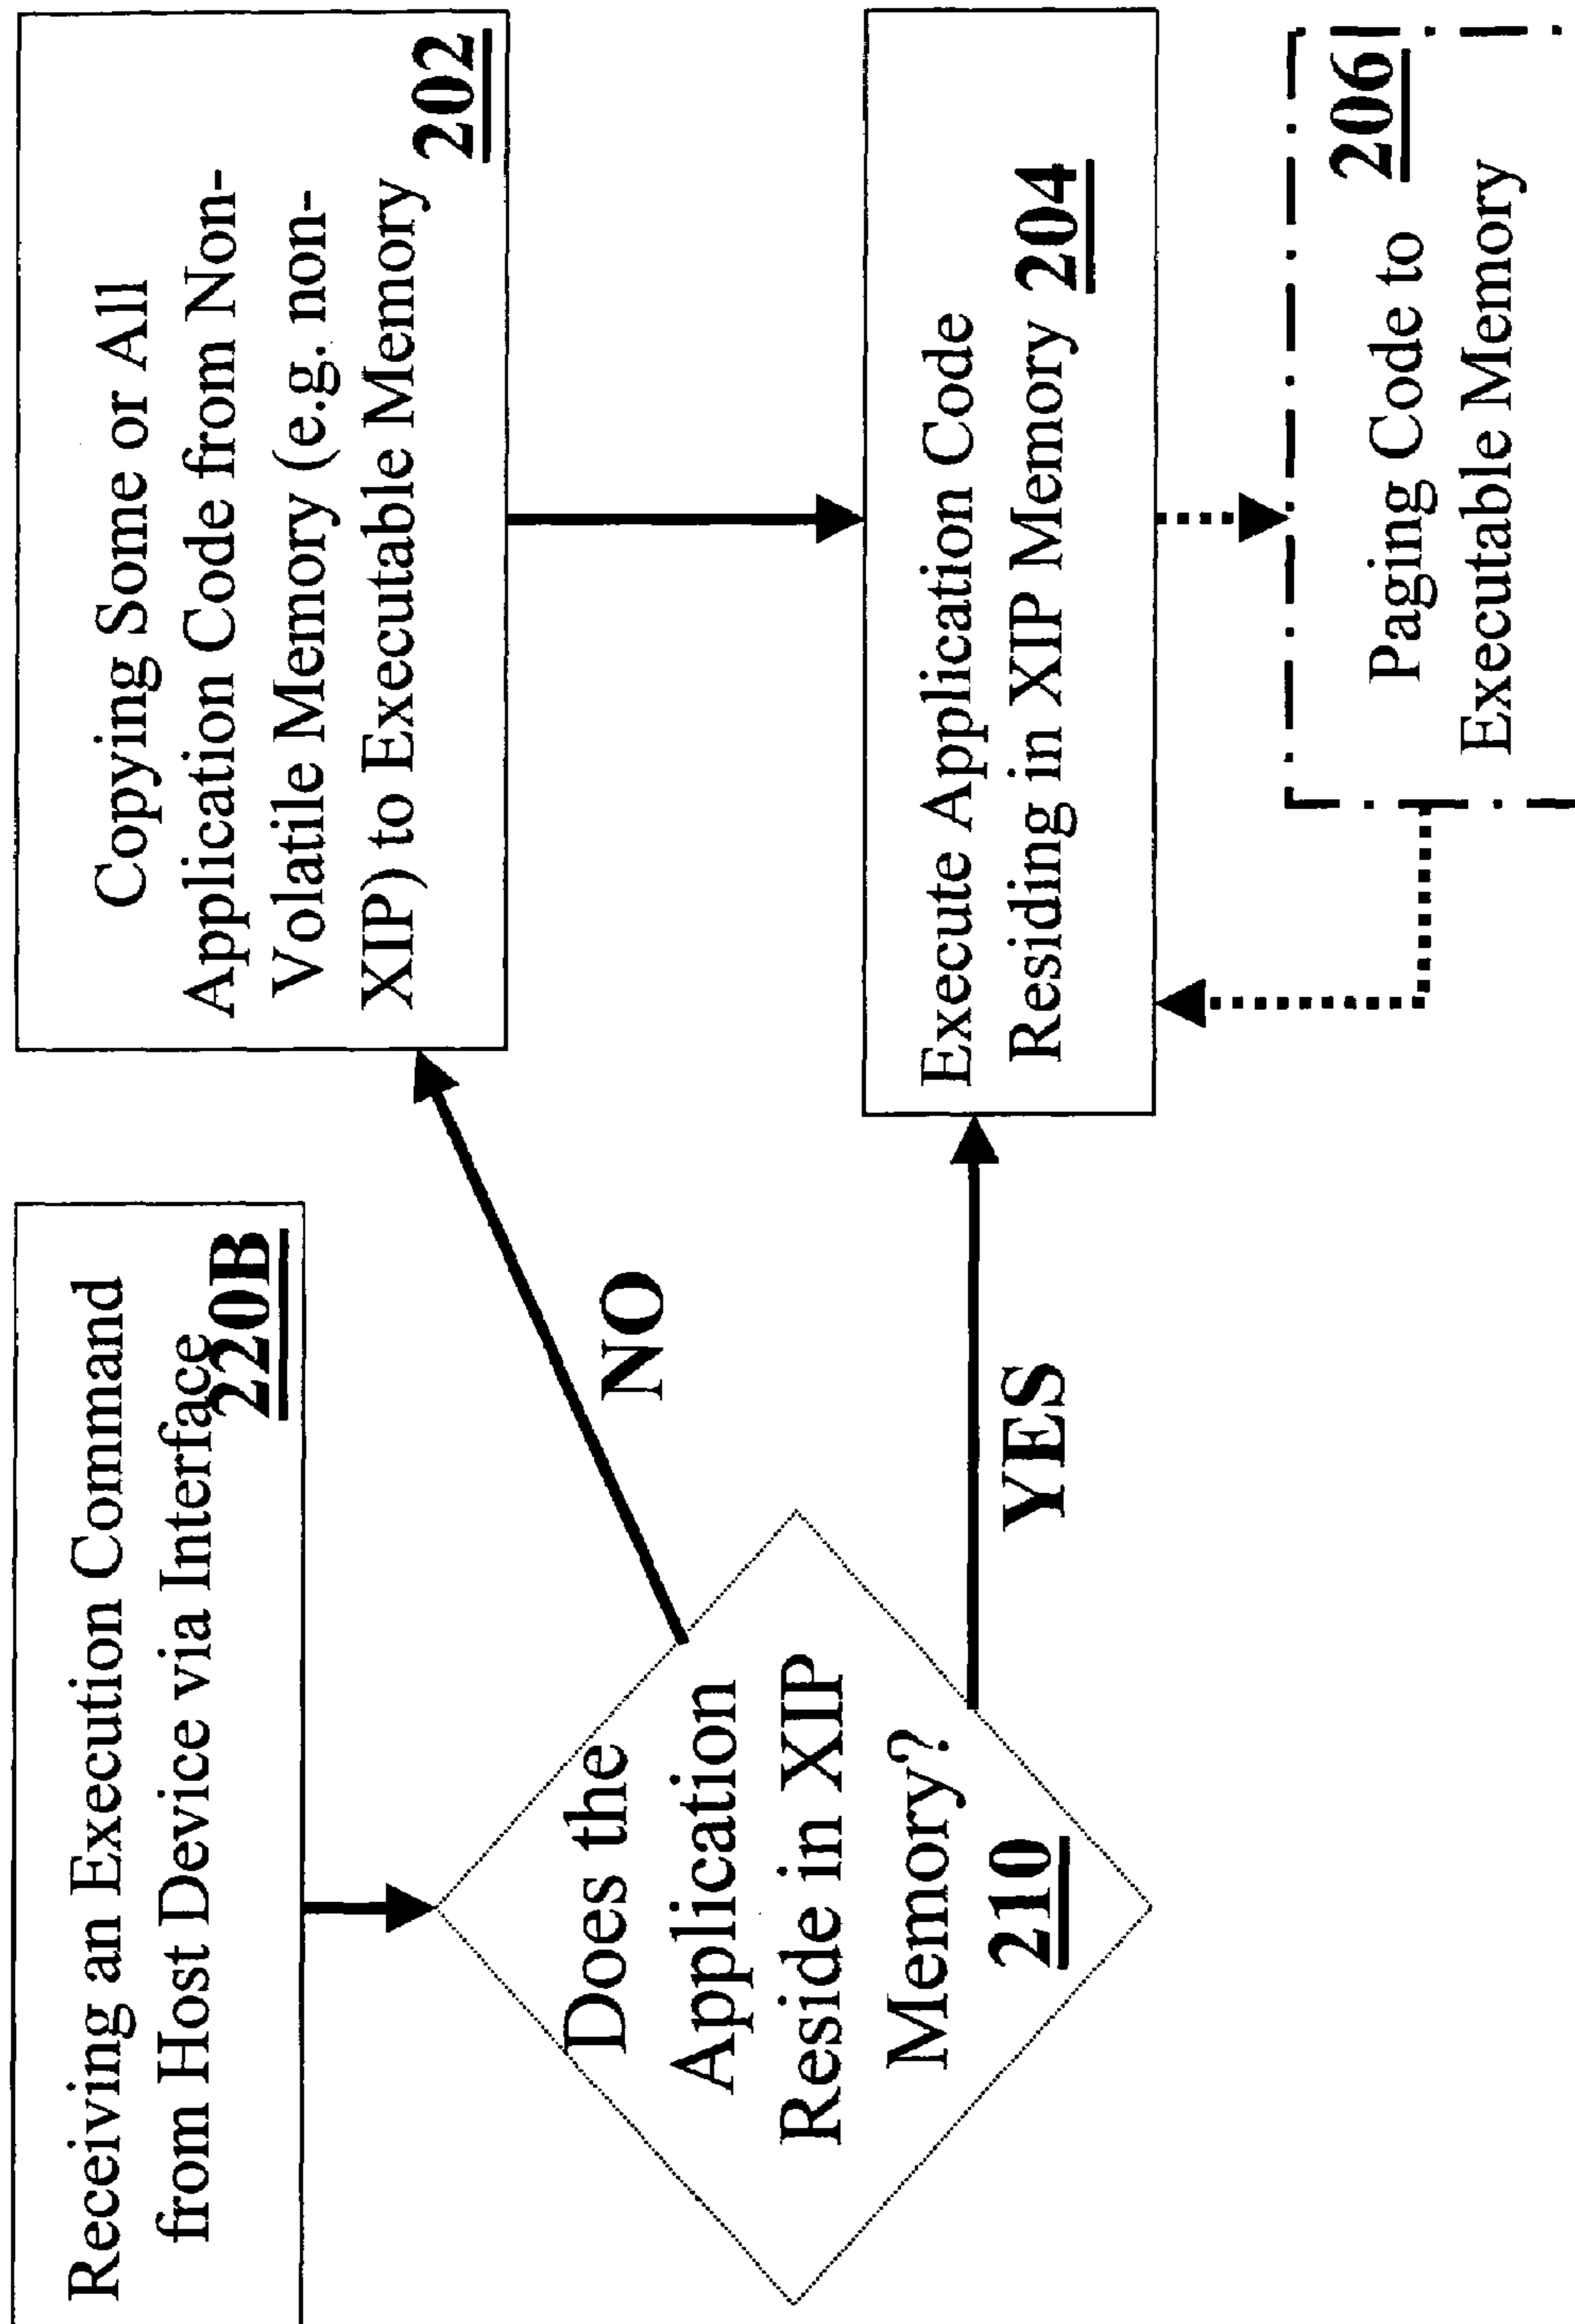 Receiving an Execution Command
from Host Device via Interface
220B
Does the
Application
Reside in XIP
Memory?
210
NO
YES
Copying Some or All
Application Code from Non-
Volatile Memory (e.g. non-
XIP) to Executable Memory
202
Execute Application Code
Residing in XIP Memory 204
Paging Code to 206
Executable Memory